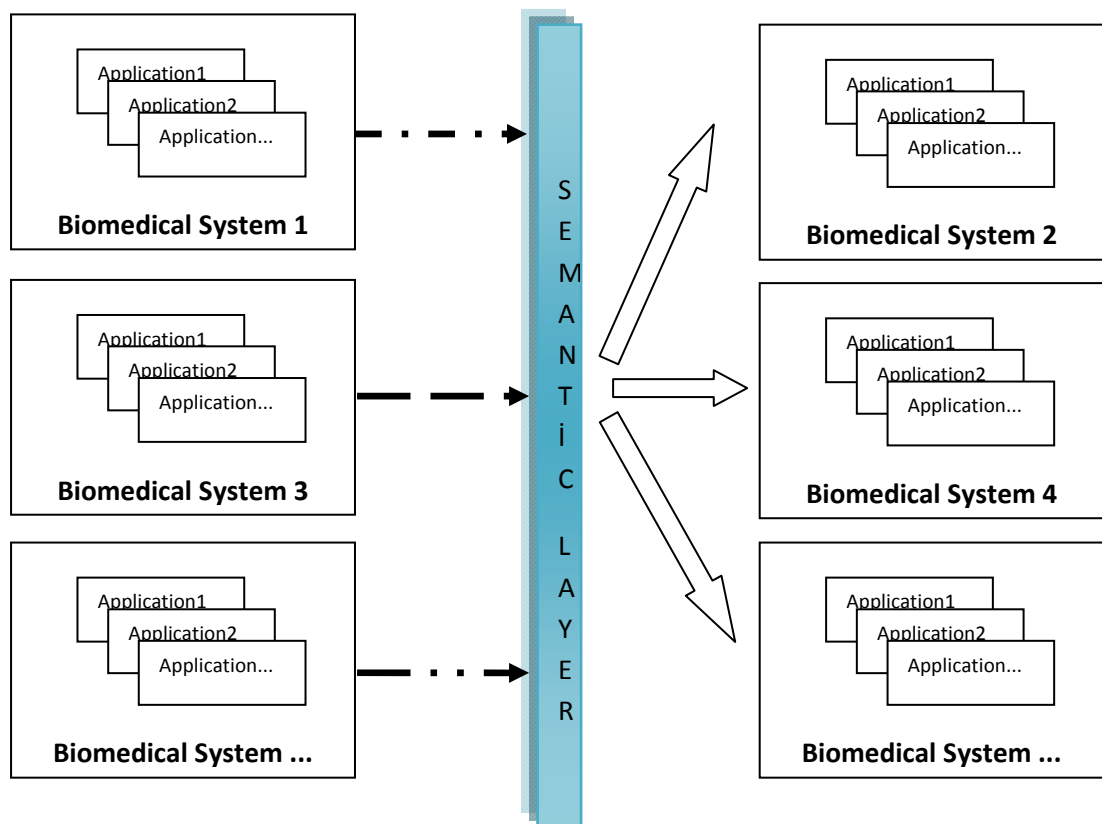 Application1
Application2
Application...
Biomedical System 1
Application1
Application2
Application...
Biomedical System 3
Application1
Application2
Application...
Biomedical System ...
S
E
M
A
N
T
İ
C
L
A
Y
E
R
Application1
Application2
Application...
Biomedical System 2
Application1
Application2
Application...
Biomedical System 4
Application1
Application2
Application...
Biomedical System ...